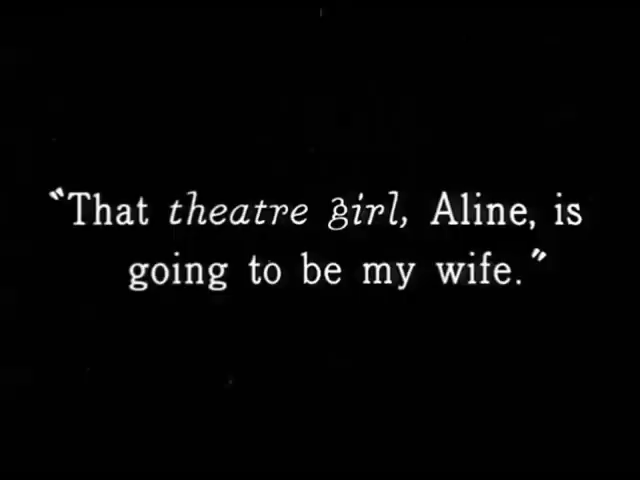 "That theatre girl, Aline, is
going to be my wife."